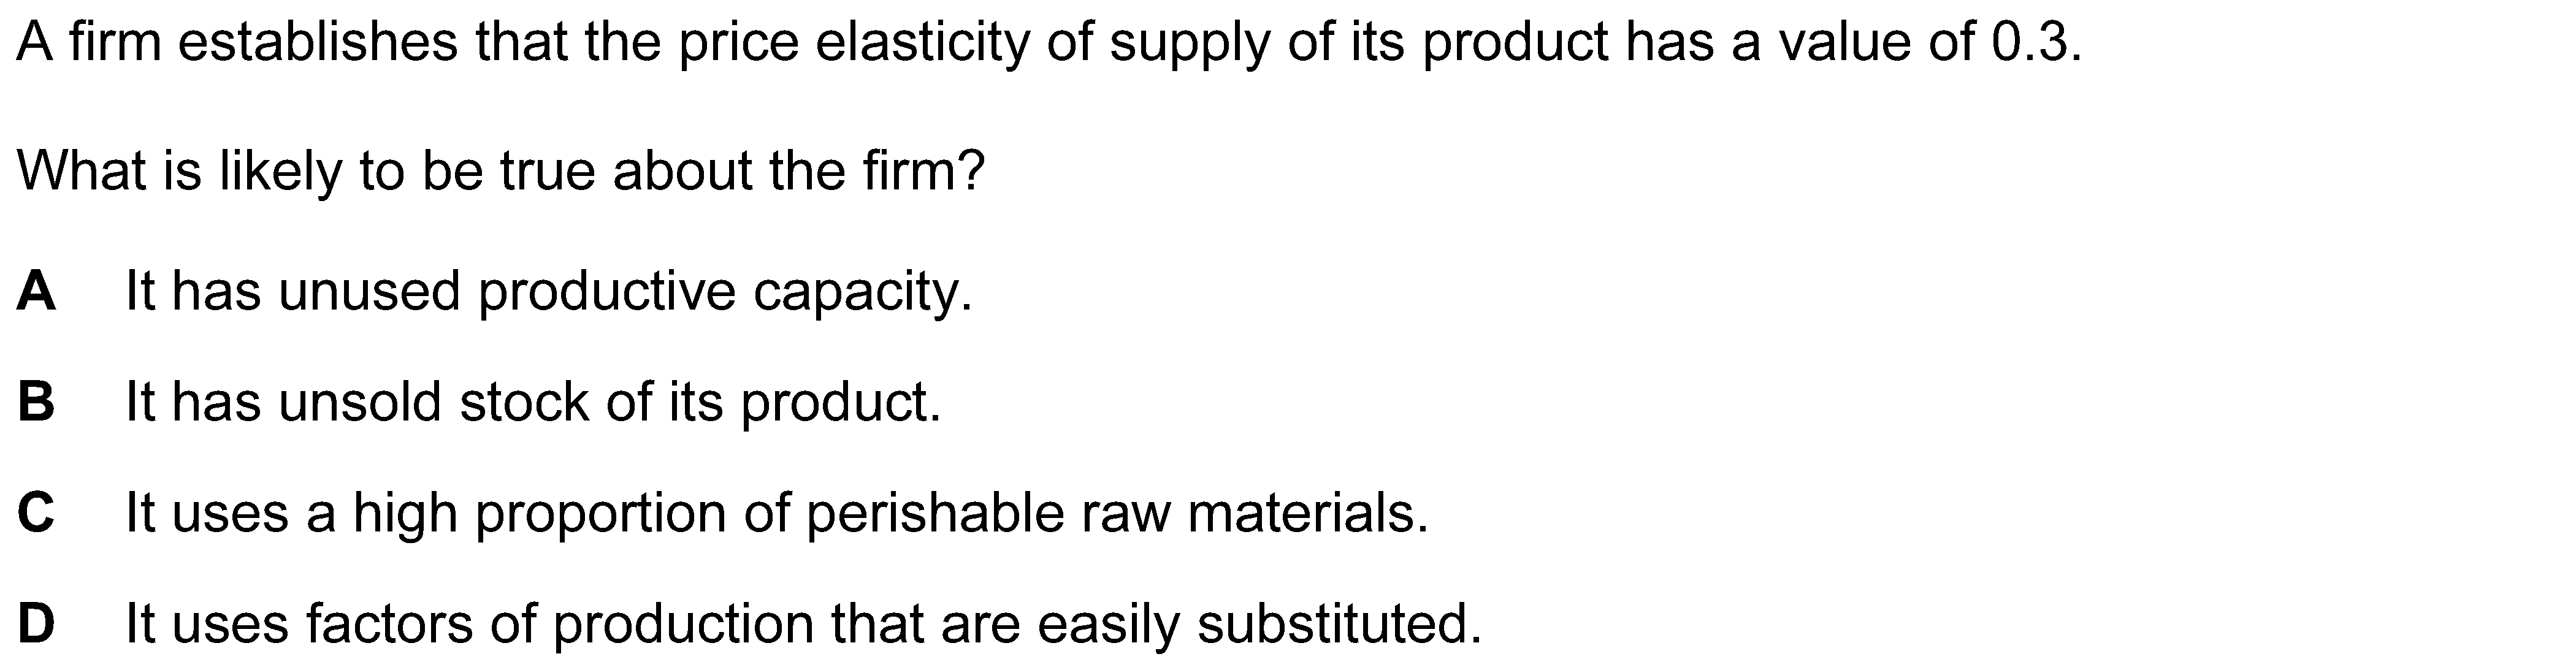 A firm establishes that the price elasticity of supply of its product has a value of 0.3.
What is likely to be true about the firm?
A It has unused productive capacity.
B It has unsold stock of its product.
C It uses a high proportion of perishable raw materials.
D It uses factors of production that are easily substituted.